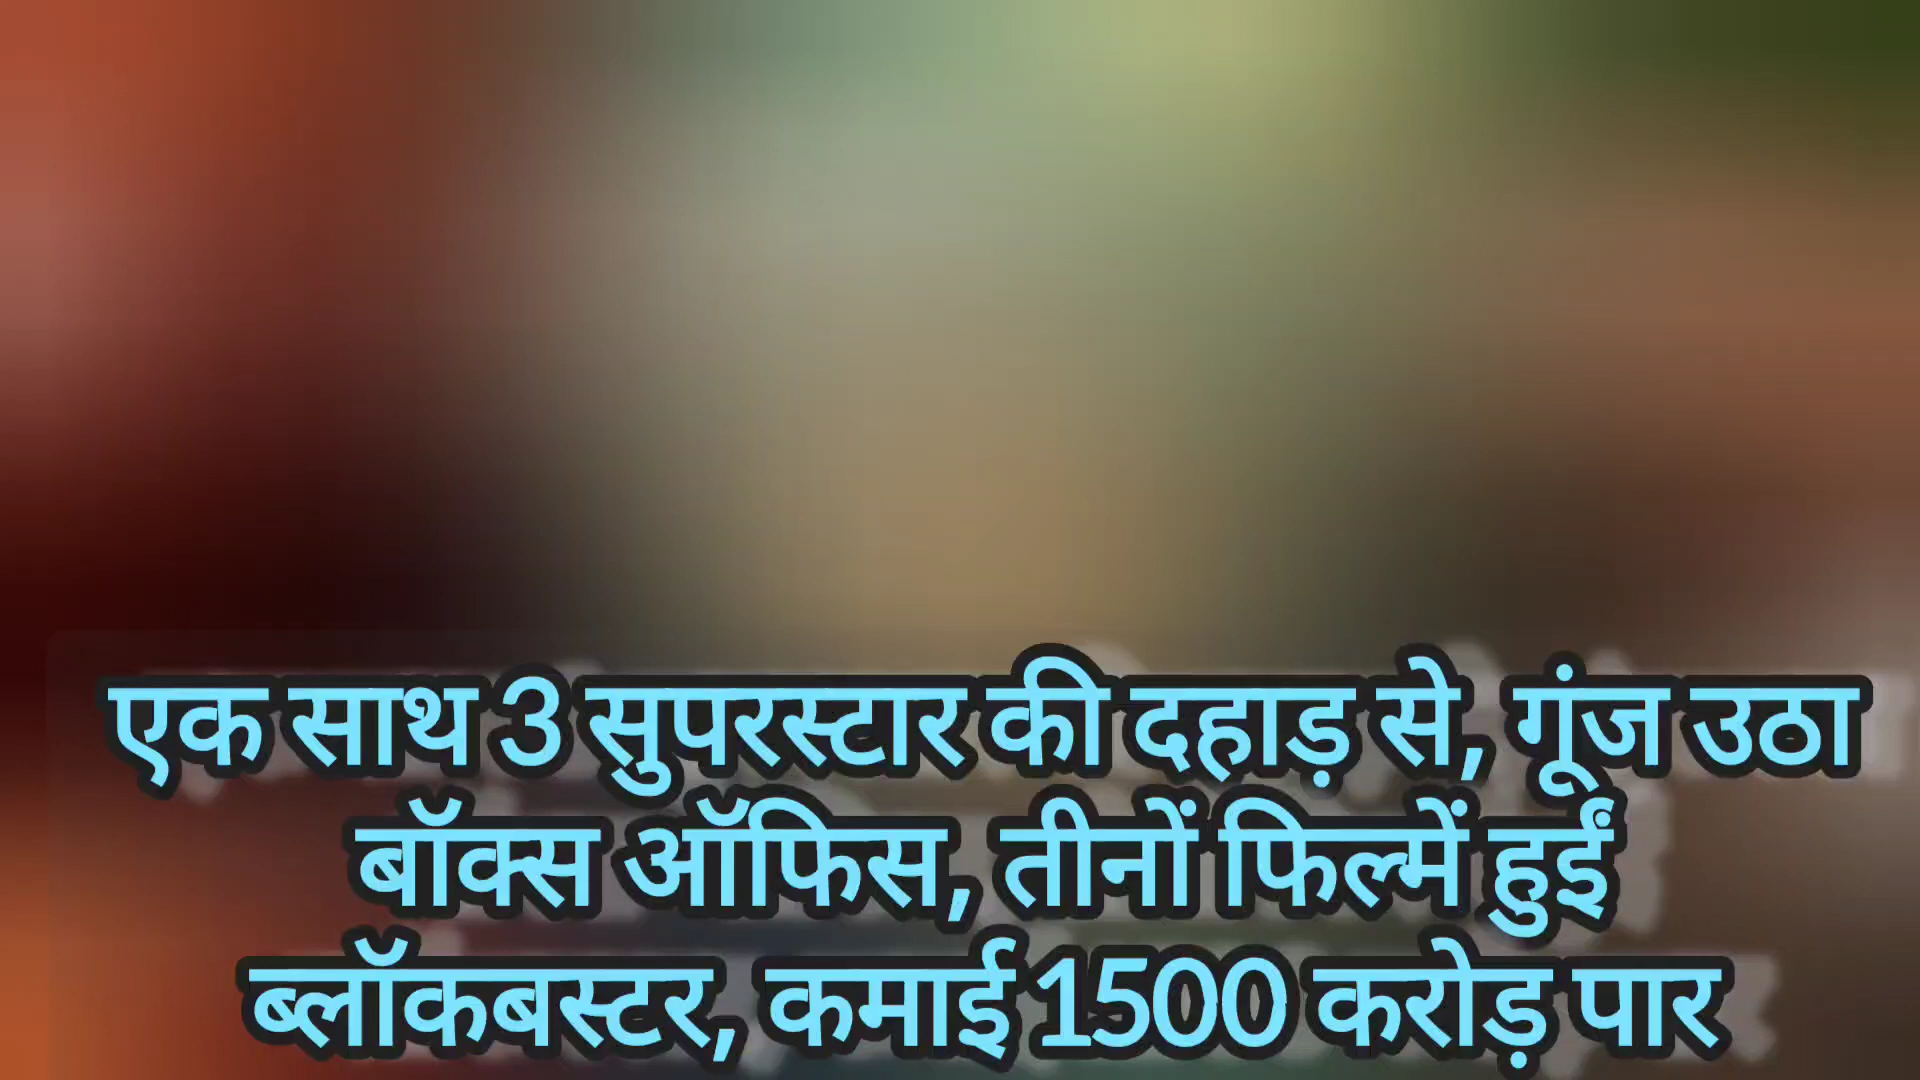 एक साथ 3 सुपरस्टार की दहाड़ से, गूंज उठा
बॉक्स ऑफिस, तीनों फिल्में हुईं
ब्लॉकबस्टर, कमाई 1500 करोड़ पार